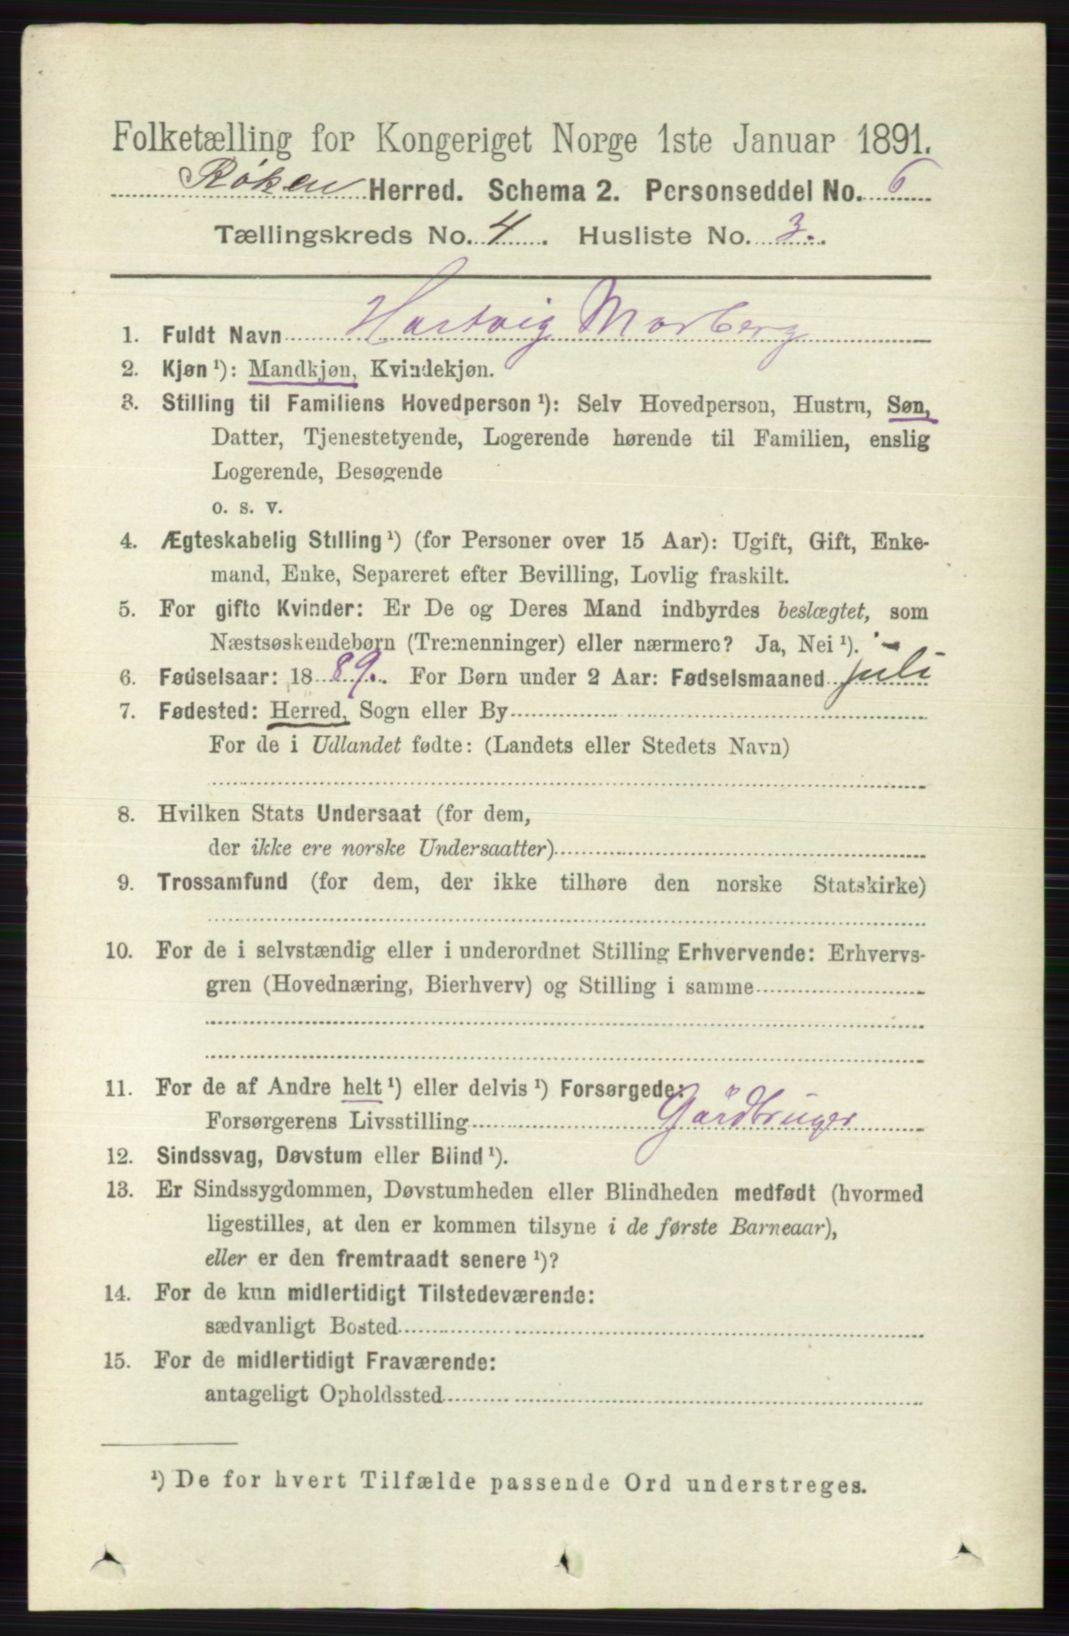 Folketælling for Kongeriget Norge 1ste Januar 1891.
Røken Herred. Schema 2. Personseddel No. 6
Tællingskreds No. 4. Husliste No. 3.
1. Fuldt Navn Hartvig Morberg
2. Kjøn ¹): Mandkjøn, Kvindekjøn.
3. Stilling til Familiens Hovedperson ¹): Selv Hovedperson, Hustru, Søn,
Datter, Tjenestetyende, Logerende hørende til Familien, enslig
Logerende, Besøgende
o. s. v.
4. Ægteskabelig Stilling ¹) (for Personer over 15 Aar): Ugift, Gift, Enke-
mand, Enke, Separeret efter Bevilling, Lovlig fraskilt.
5. For gifte Kvinder: Er De og Deres Mand indbyrdes beslægtet, som
Næstsøskendebørn (Tremenninger) eller nærmere? Ja, Nei ¹). -
6. Fødselsaar: 1889. For Børn under 2 Aar: Fødselsmaaned juli
7. Fødested: Herred, Sogn eller By
For de i Udlandet fødte: (Landets eller Stedets Navn)
8. Hvilken Stats Undersaat (for dem,
der ikke ere norske Undersaatter)
9. Trossamfund (for dem, der ikke tilhøre den norske Statskirke)
10. For de i selvstændig eller i underordnet Stilling Erhvervende: Erhvervs-
gren (Hovednæring, Bierhverv) og Stilling i samme
11. For de af Andre helt ¹) eller delvis ¹) Forsørgede:
Forsørgerens Livsstilling Gårdbruger
12. Sindssvag, Døvstum eller Blind ¹).
13. Er Sindssygdommen, Døvstumheden eller Blindheden medfødt (hvormed
ligestilles, at den er kommen tilsyne i de første Barneaar),
eller er den fremtraadt senere ¹)?
14. For de kun midlertidigt Tilstedeværende:
sædvanligt Bosted
15. For de midlertidigt Fraværende:
antageligt Opholdssted
¹) De for hvert Tilfælde passende Ord understreges.